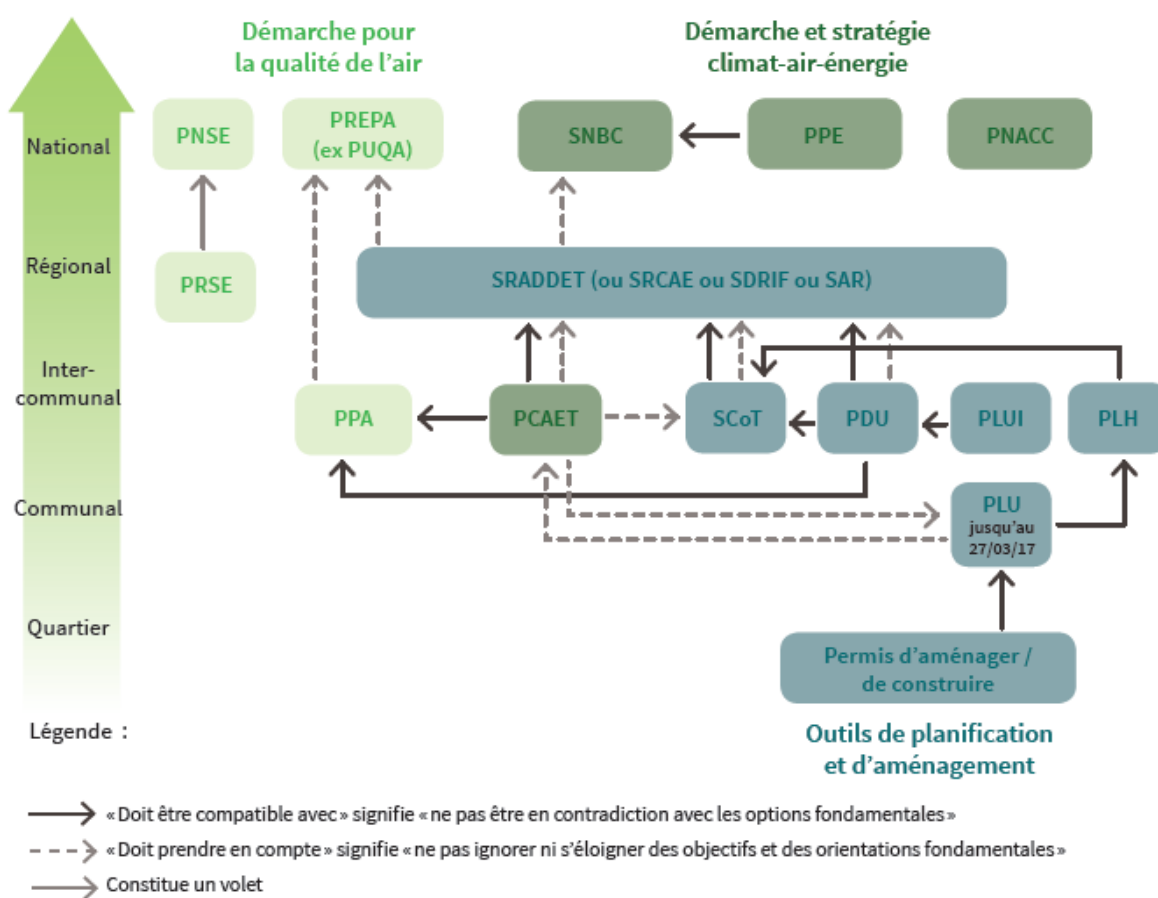 Démarche pour
la qualité de l’air
Démarche et stratégie
climat-air-énergie
National
PNSE
PREPA
(ex PUQA)
SNBC
PPE
PNACC
Régional
PRSE
SRADDET (ou SRCAE ou SDRIF ou SAR)
Inter-
communal
PPA
PCAET
SCoT
PDU
PLUI
PLH
Communal
PLU
jusqu’au
27/03/17
Quartier
Permis d’aménager /
de construire
Légende :
Outils de planification
et d’aménagement
« Doit être compatible avec » signifie « ne pas être en contradiction avec les options fondamentales »
« Doit prendre en compte » signifie « ne pas ignorer ni s’éloigner des objectifs et des orientations fondamentales »
Constitue un volet